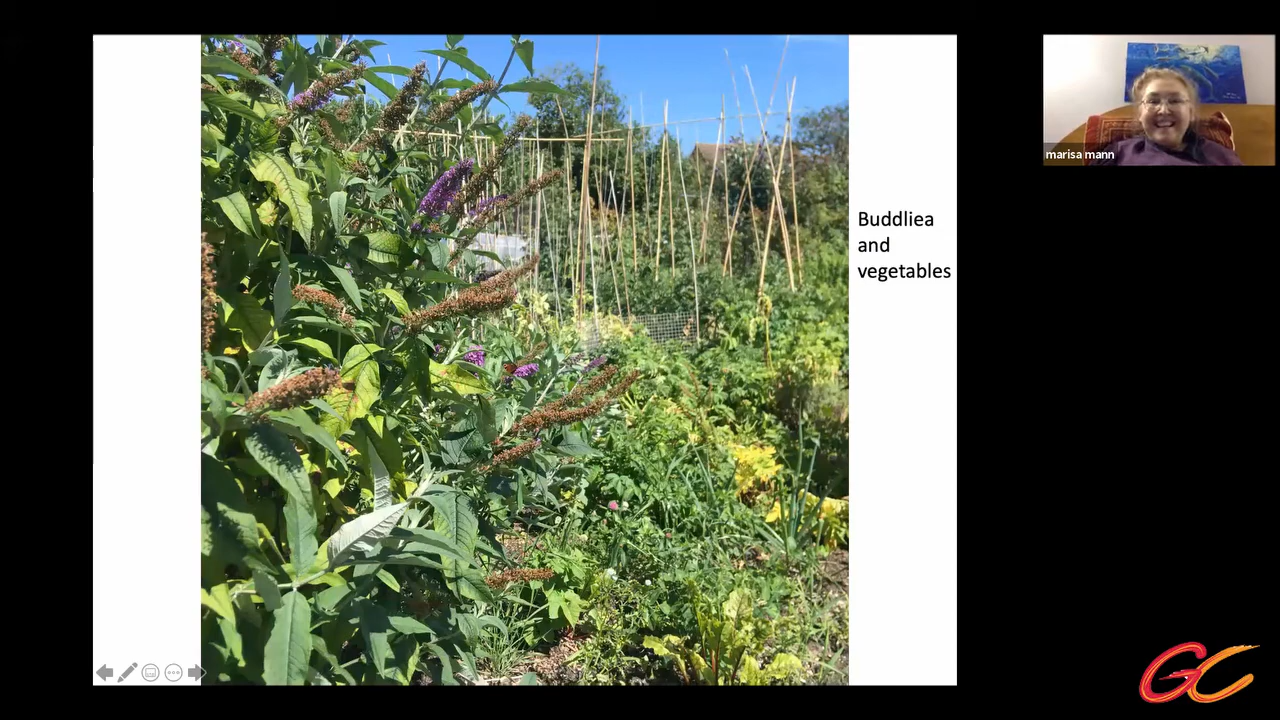 Buddliea
and
vegetables
marisa mann
GC